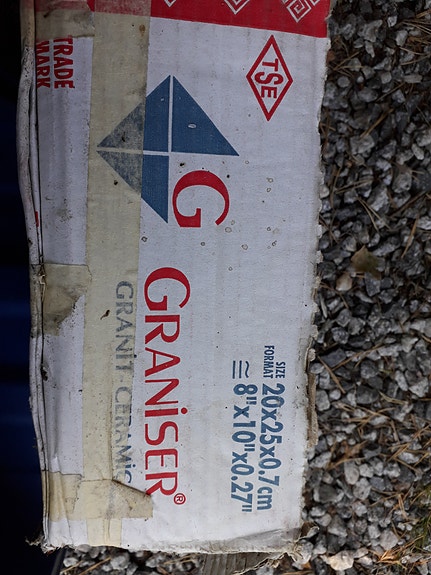 TRADE
MARK
TSE
G
GRANiSER®
GRANIT - CERAMiC
SIZE
FORMAT 20x25x0,7cm
≅ 8"x10"x0.27"